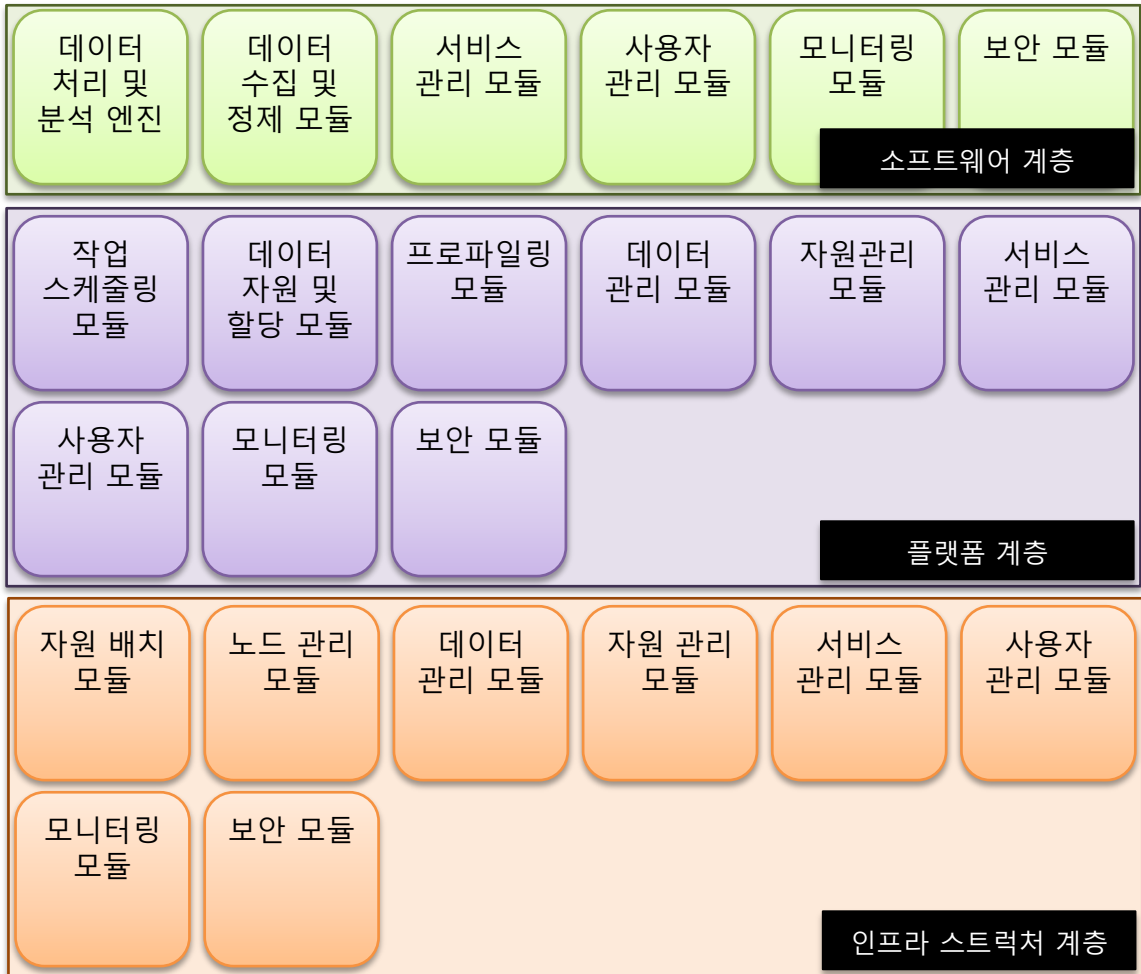 데이터
처리 및
분석 엔진
데이터
수집 및
정제 모듈
서비스
관리 모듈
사용자
관리 모듈
모니터링
모듈
보안 모듈
소프트웨어 계층
작업
스케줄링
모듈
데이터
자원 및
할당 모듈
프로파일링
모듈
데이터
관리 모듈
자원관리
모듈
서비스
관리 모듈
사용자
관리 모듈
모니터링
모듈
보안 모듈
플랫폼 계층
자원 배치
모듈
노드 관리
모듈
데이터
관리 모듈
자원 관리
모듈
서비스
관리 모듈
사용자
관리 모듈
모니터링
모듈
보안 모듈
인프라 스트럭처 계층